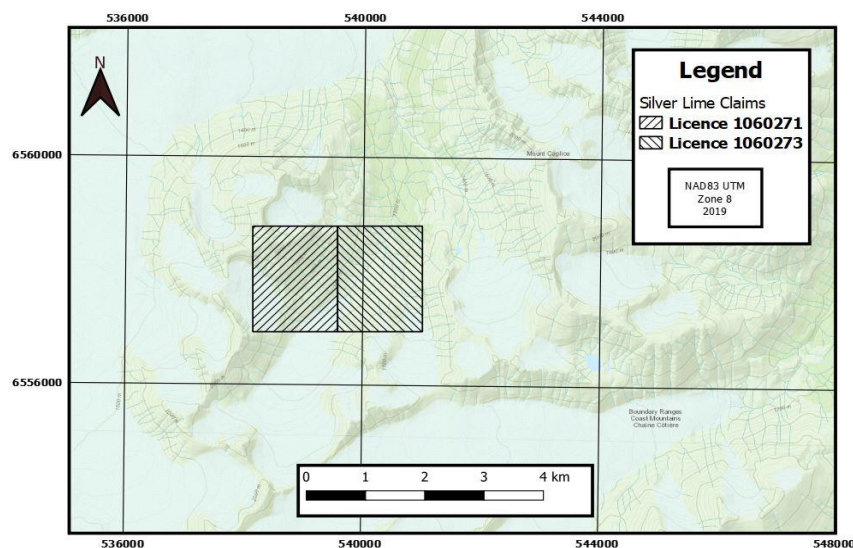 536000 540000 544000
N
Legend
Silver Lime Claims
Licence 1060271
Licence 1060273
NAD83 UTM
Zone 8
2019
6560000
Mount Caplice
6556000
Boundary Ranges
Coast Mountains
Chaîne Côtière
0 1 2 3 4 km
536000 540000 544000 548000